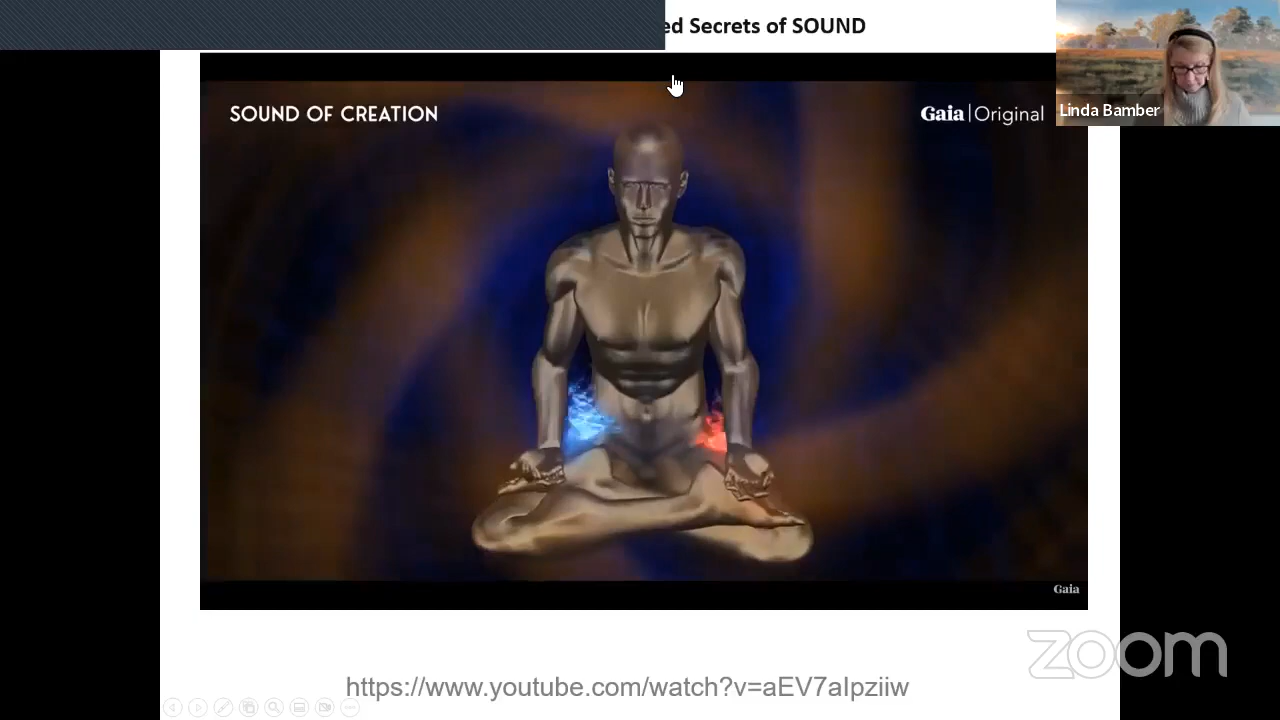 ed Secrets of SOUND
SOUND OF CREATION
Gaia | Original
Linda Bamber
Gaia
zoom
https://www.youtube.com/watch?v=aEV7aIpziiw